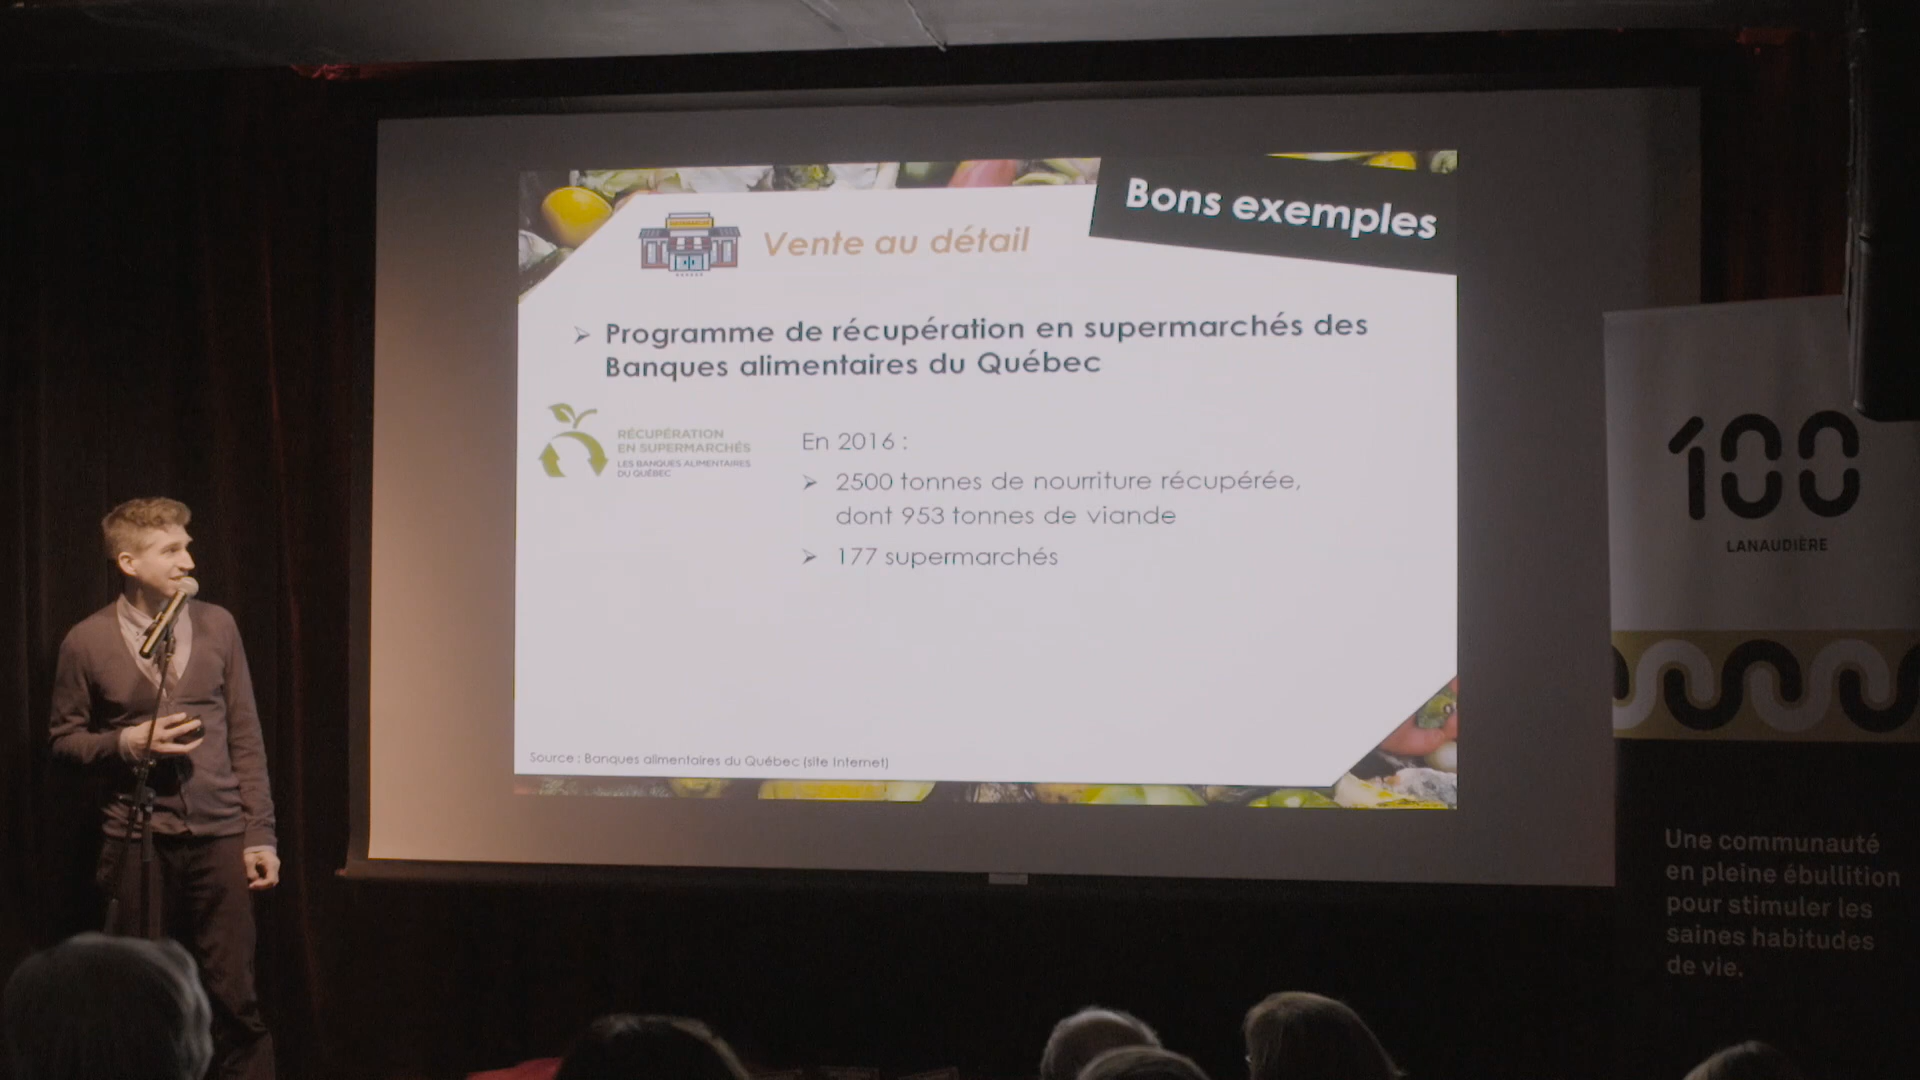 Bons exemples
Vente au détail
➢ Programme de récupération en supermarchés des
Banques alimentaires du Québec
RÉCUPÉRATION
EN SUPERMARCHÉS
LES BANQUES ALIMENTAIRES
DU QUÉBEC
En 2016 :
➢ 2500 tonnes de nourriture récupérée,
dont 953 tonnes de viande
➢ 177 supermarchés
Source : Banques alimentaires du Québec (site Internet)
100
LANAUDIÈRE
Une communauté
en pleine ébullition
pour stimuler les
saines habitudes
de vie.